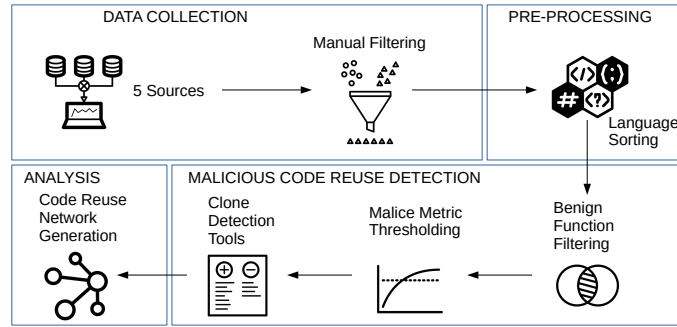 DATA COLLECTION
5 Sources
Manual Filtering
PRE-PROCESSING
</>
{;}
#
<?>
Language
Sorting
ANALYSIS
Code Reuse
Network
Generation
MALICIOUS CODE REUSE DETECTION
Clone
Detection
Tools
Malice Metric
Thresholding
Benign
Function
Filtering